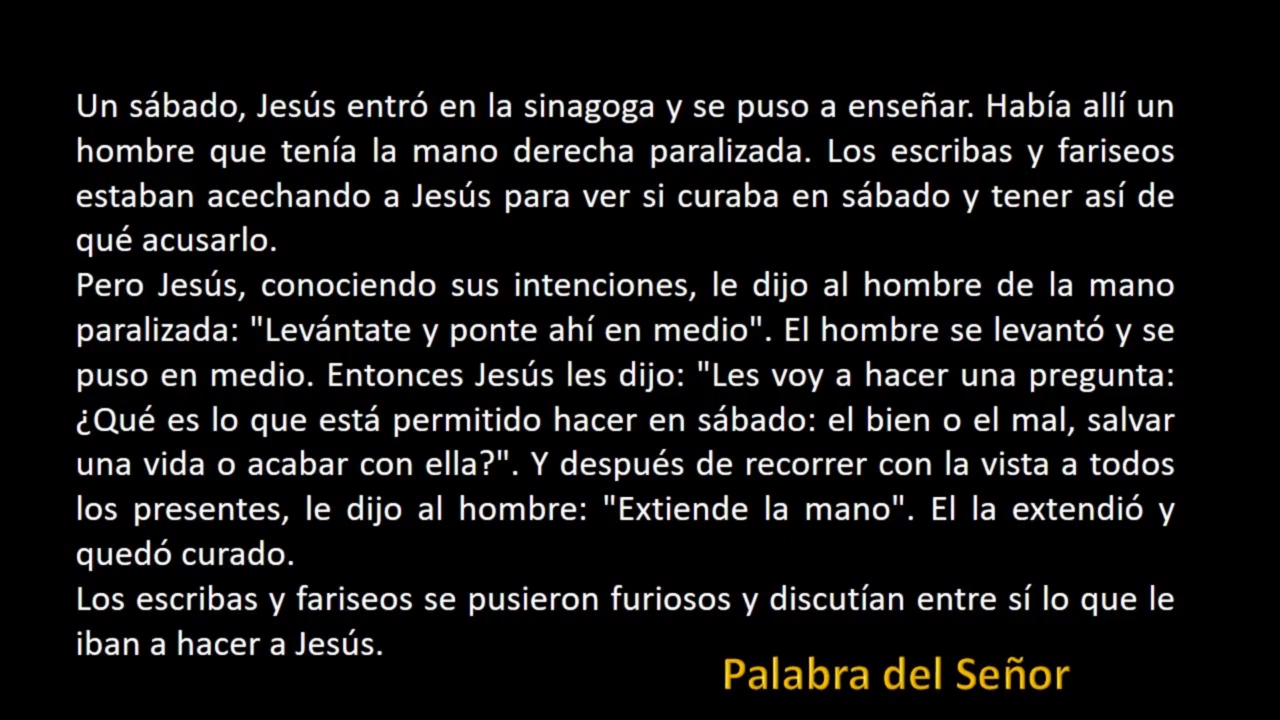 Un sábado, Jesús entró en la sinagoga y se puso a enseñar. Había allí un
hombre que tenía la mano derecha paralizada. Los escribas y fariseos
estaban acechando a Jesús para ver si curaba en sábado y tener así de
qué acusarlo.
Pero Jesús, conociendo sus intenciones, le dijo al hombre de la mano
paralizada: "Levántate y ponte ahí en medio". El hombre se levantó y se
puso en medio. Entonces Jesús les dijo: "Les voy a hacer una pregunta:
¿Qué es lo que está permitido hacer en sábado: el bien o el mal, salvar
una vida o acabar con ella?". Y después de recorrer con la vista a todos
los presentes, le dijo al hombre: "Extiende la mano". El la extendió y
quedó curado.
Los escribas y fariseos se pusieron furiosos y discutían entre sí lo que le
iban a hacer a Jesús.
Palabra del Señor